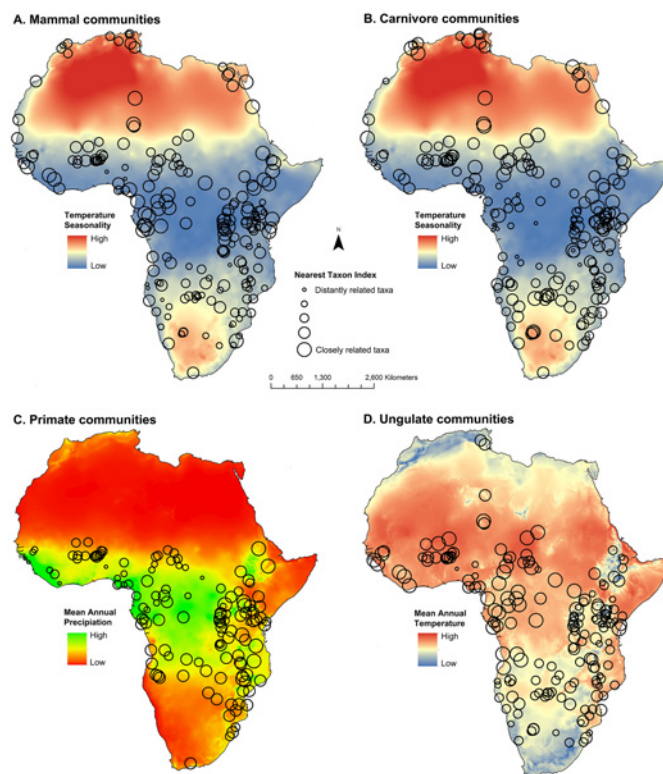 A. Mammal communities
B. Carnivore communities
Temperature
Seasonality
High
Low
N
Nearest Taxon Index
Distantly related taxa
Closely related taxa
0 650 1,300 2,600 Kilometers
Temperature
Seasonality
High
Low
C. Primate communities
D. Ungulate communities
Mean Annual
Precipiation
High
Low
Mean Annual
Temperature
High
Low